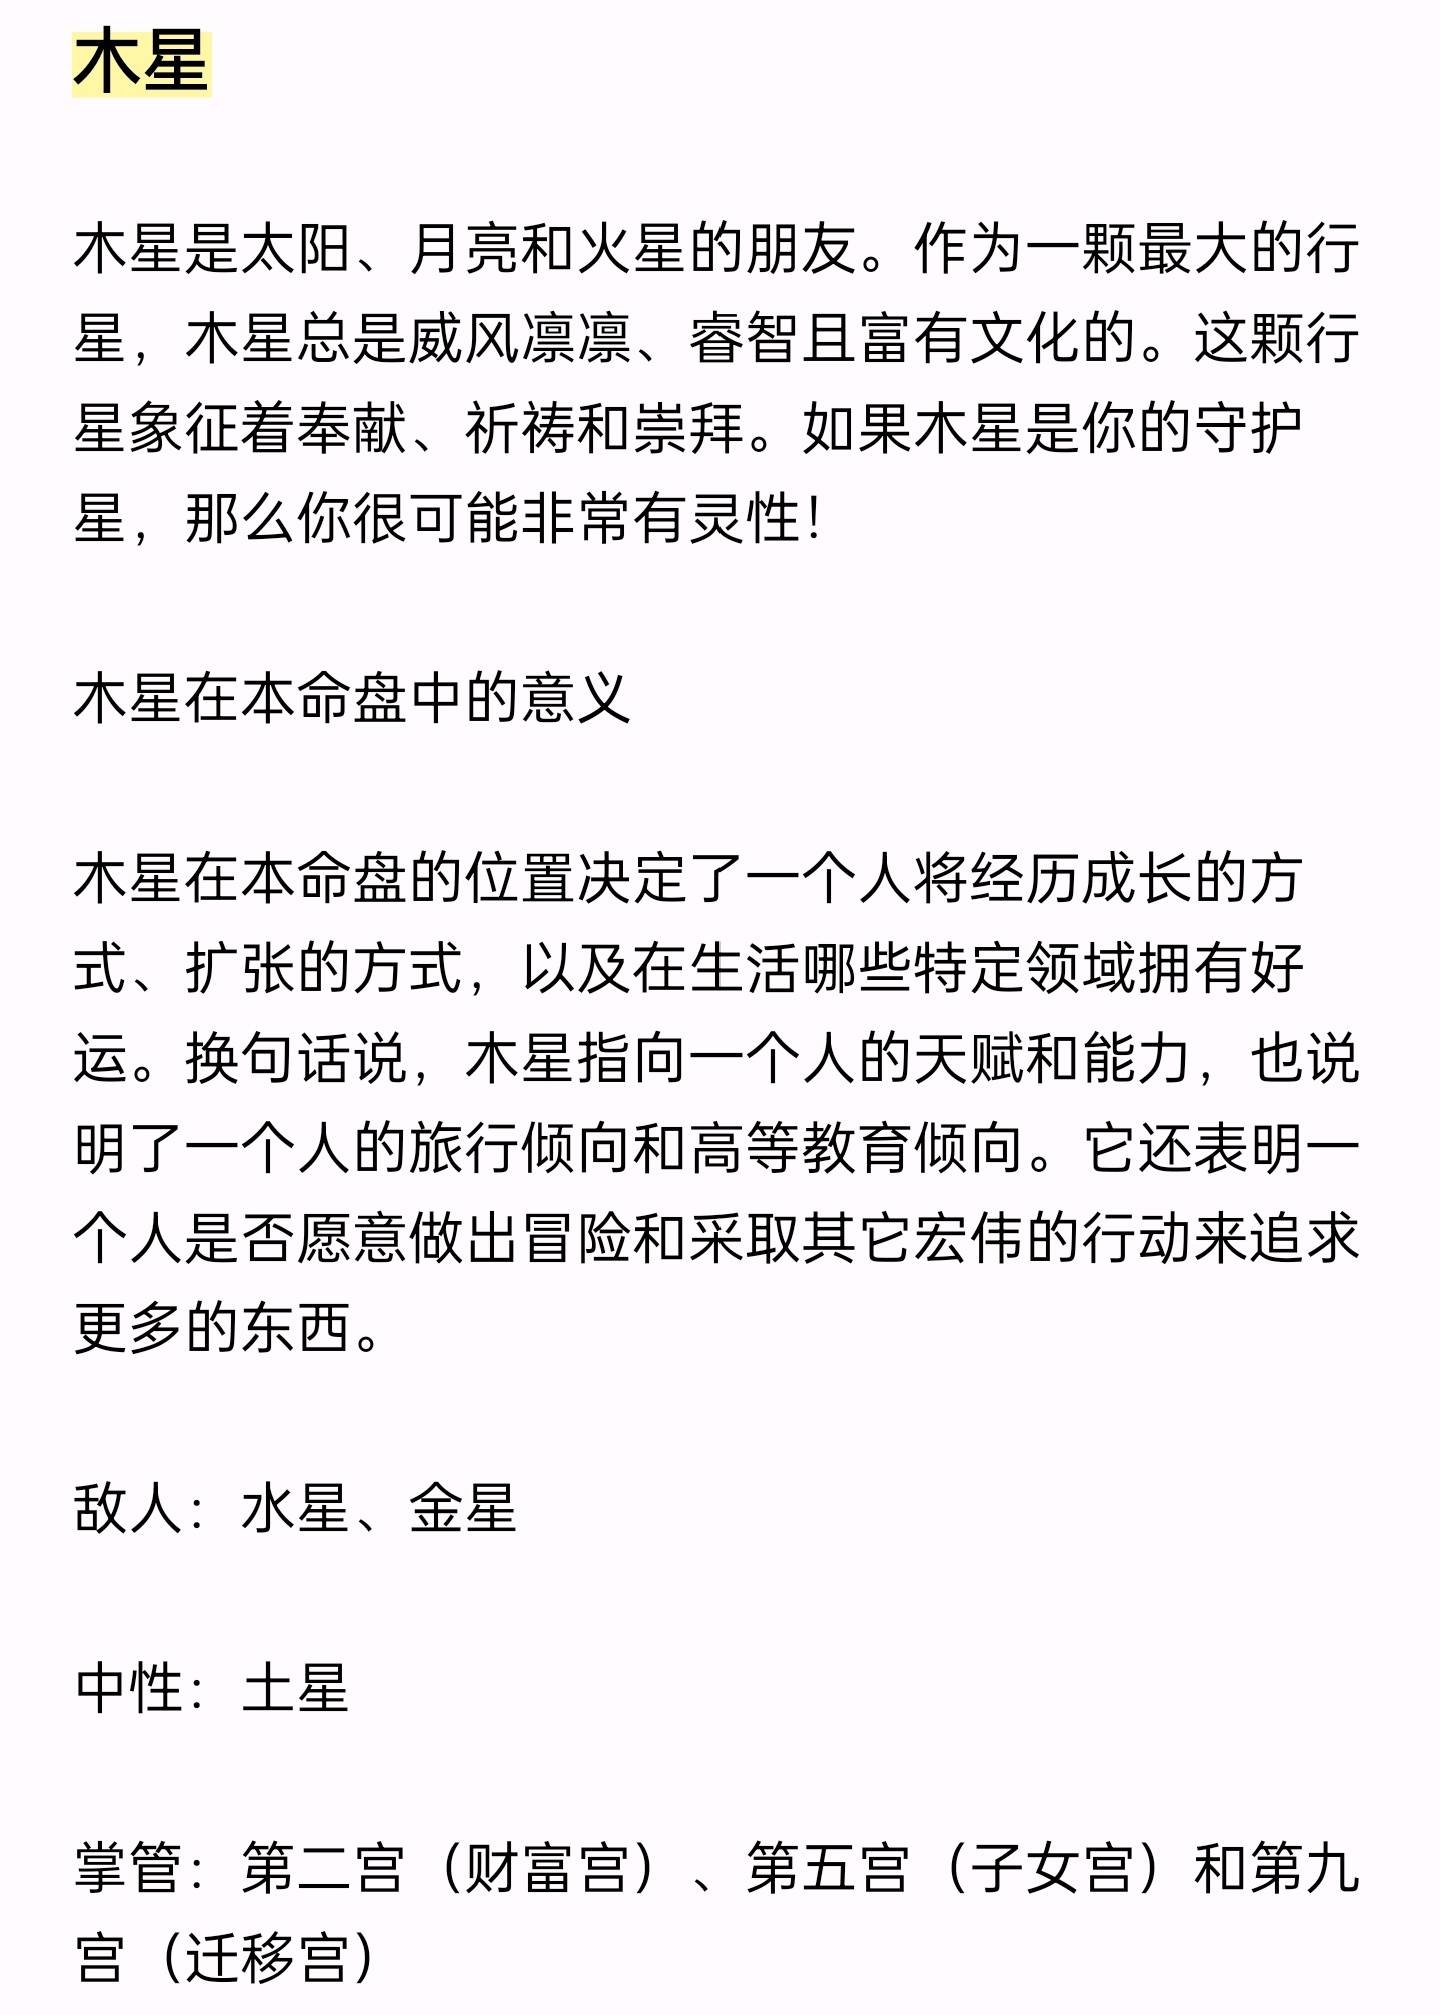 木星
木星是太阳、月亮和火星的朋友。作为一颗最大的行
星，木星总是威风凛凛、睿智且富有文化的。这颗行
星象征着奉献、祈祷和崇拜。如果木星是你的守护
星，那么你很可能非常有灵性！
木星在本命盘中的意义
木星在本命盘的位置决定了一个人将经历成长的方
式、扩张的方式，以及在生活哪些特定领域拥有好
运。换句话说，木星指向一个人的天赋和能力，也说
明了一个人的旅行倾向和高等教育倾向。它还表明一
个人是否愿意做出冒险和采取其它宏伟的行动来追求
更多的东西。
敌人：水星、金星
中性：土星
掌管：第二宫（财富宫）、第五宫（子女宫）和第九
宫（迁移宫）